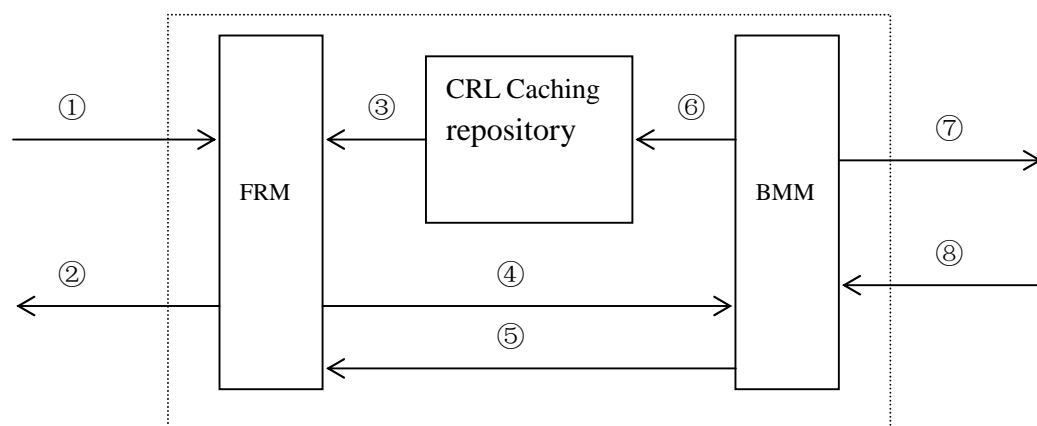 ①
③
CRL Caching
repository
⑥
⑦
FRM
BMM
②
④
⑧
⑤